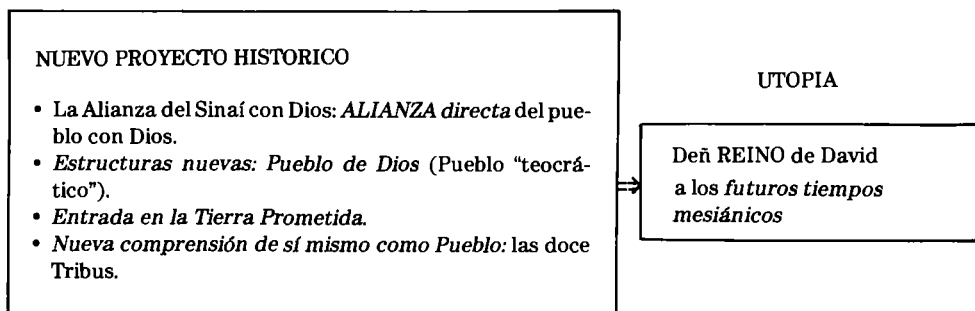 NUEVO PROYECTO HISTORICO
• La Alianza del Sinaí con Dios: ALIANZA directa del pue-
blo con Dios.
• Estructuras nuevas: Pueblo de Dios (Pueblo "teocrá-
tico").
• Entrada en la Tierra Prometida.
• Nueva comprensión de sí mismo como Pueblo: las doce
Tribus.
UTOPIA
Deñ REINO de David
a los futuros tiempos
mesiánicos